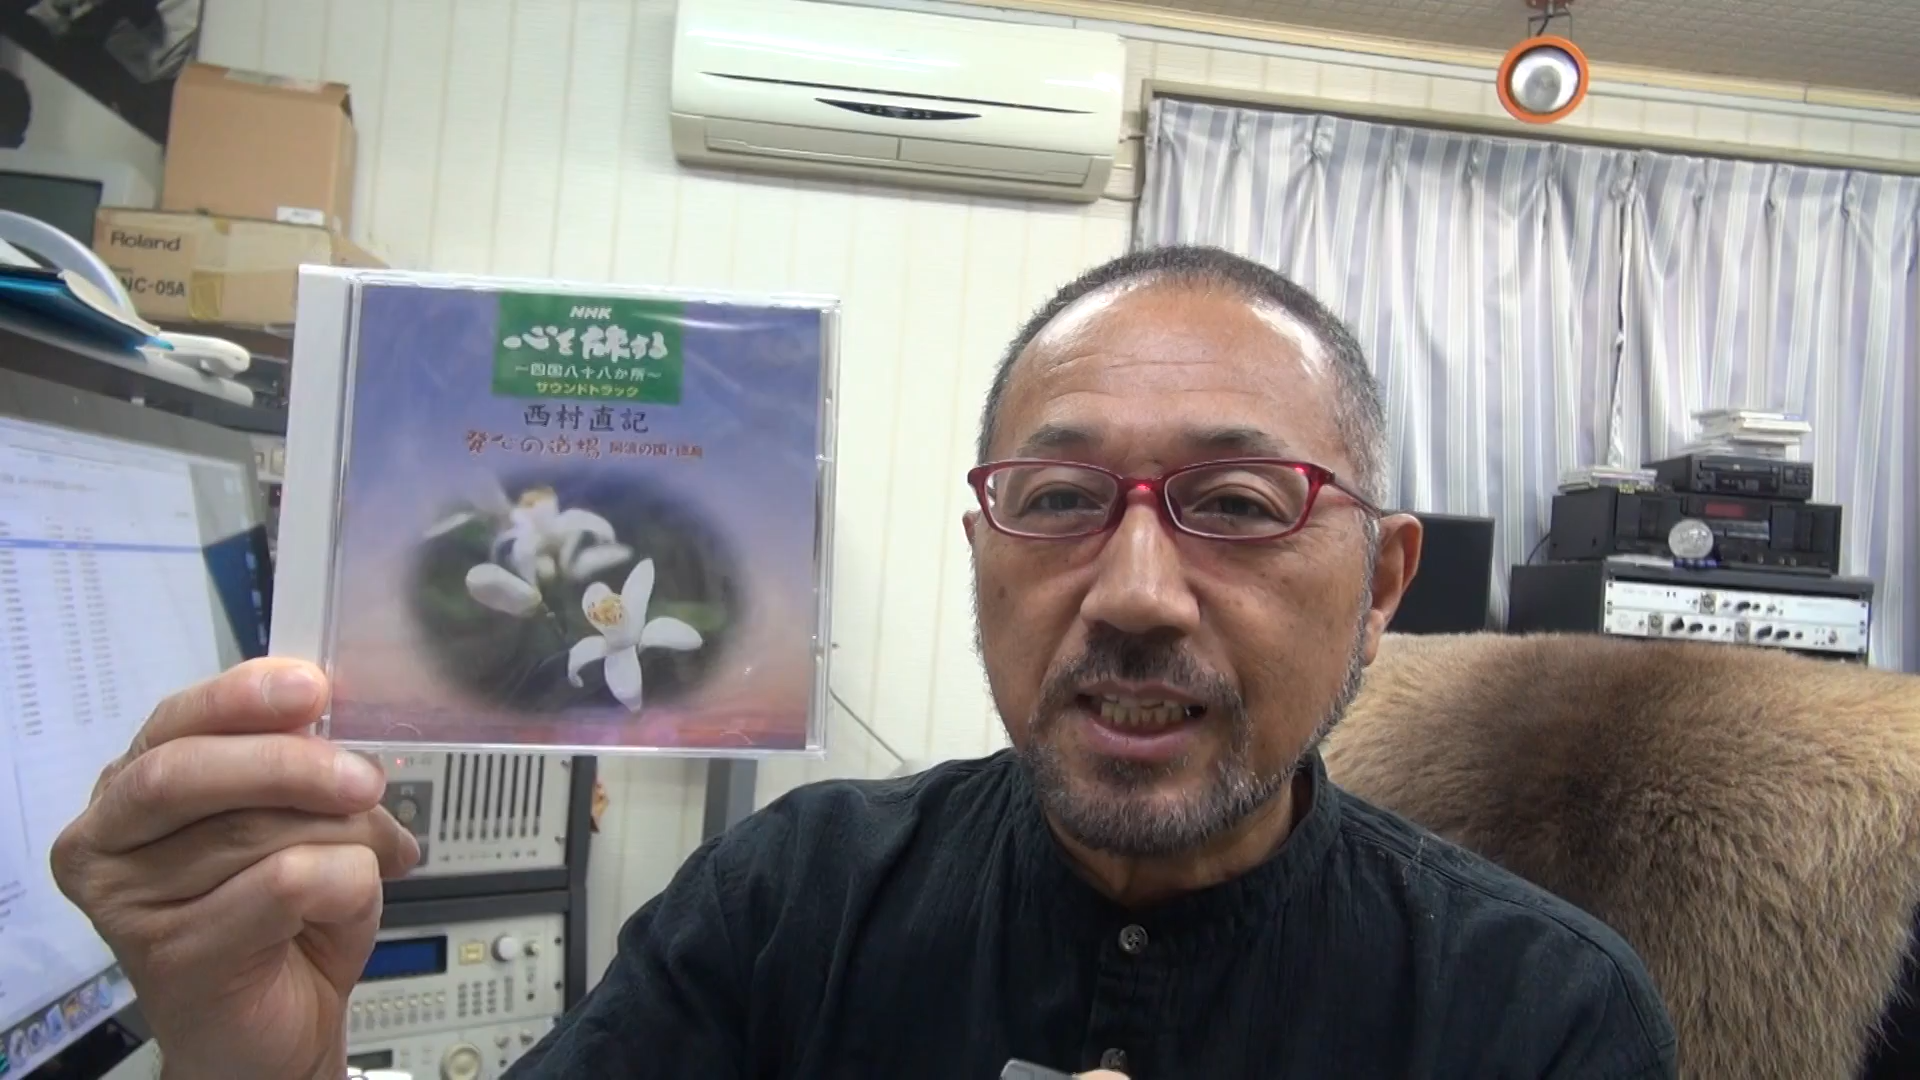 Roland
NC-05A
NHK
心を旅する
～四国八十八か所～
サウンドトラック
西村直記
発心の道場 阿波の国・徳島